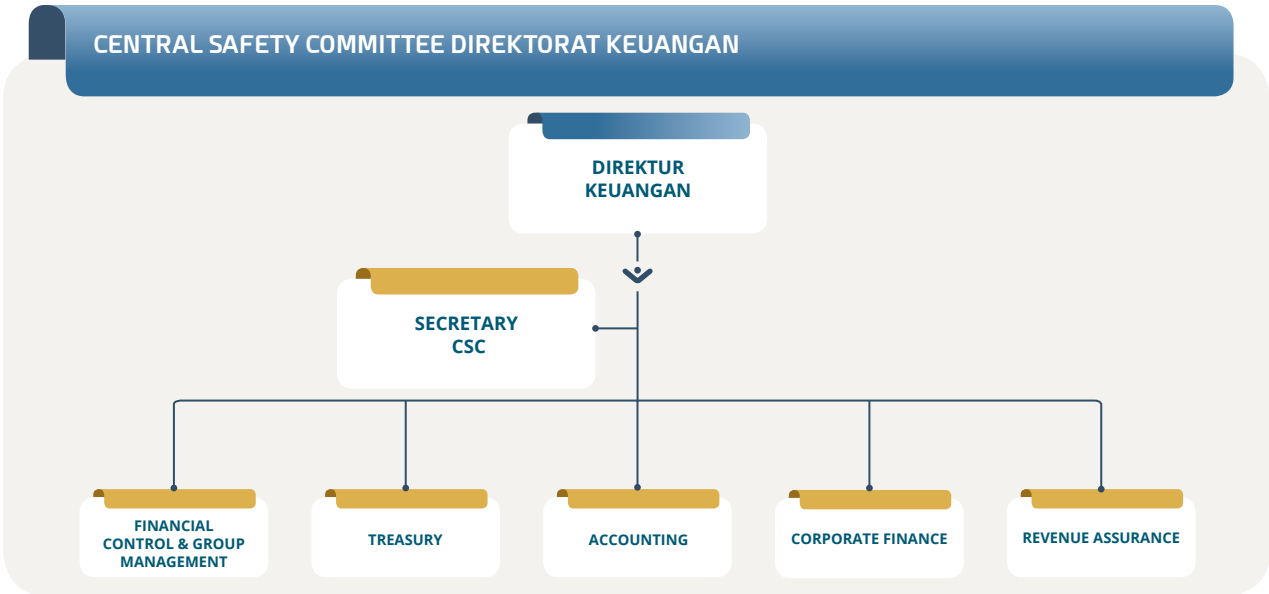 CENTRAL SAFETY COMMITTEE DIREKTORAT KEUANGAN
DIREKTUR
KEUANGAN
SECRETARY
CSC
FINANCIAL
CONTROL & GROUP
MANAGEMENT
TREASURY
ACCOUNTING
CORPORATE FINANCE
REVENUE ASSURANCE